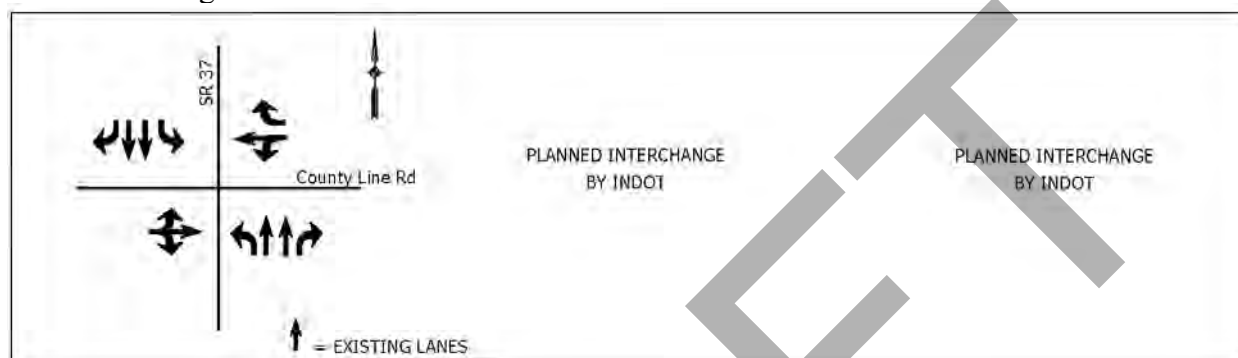 SR 37
County Line Rd
= EXISTING LANES
PLANNED INTERCHANGE
BY INDOT
PLANNED INTERCHANGE
BY INDOT